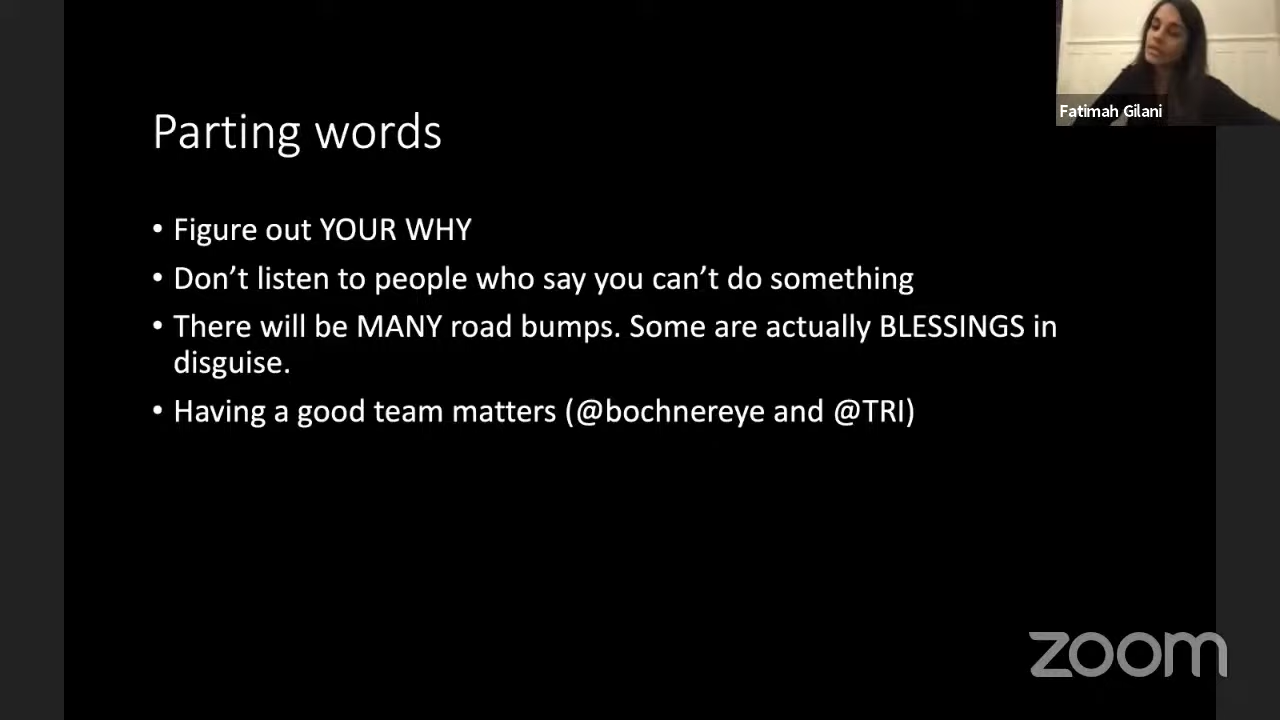 Fatimah Gilani
Parting words
• Figure out YOUR WHY
• Don’t listen to people who say you can’t do something
• There will be MANY road bumps. Some are actually BLESSINGS in
disguise.
• Having a good team matters (@bochnereye and @TRI)
zoom